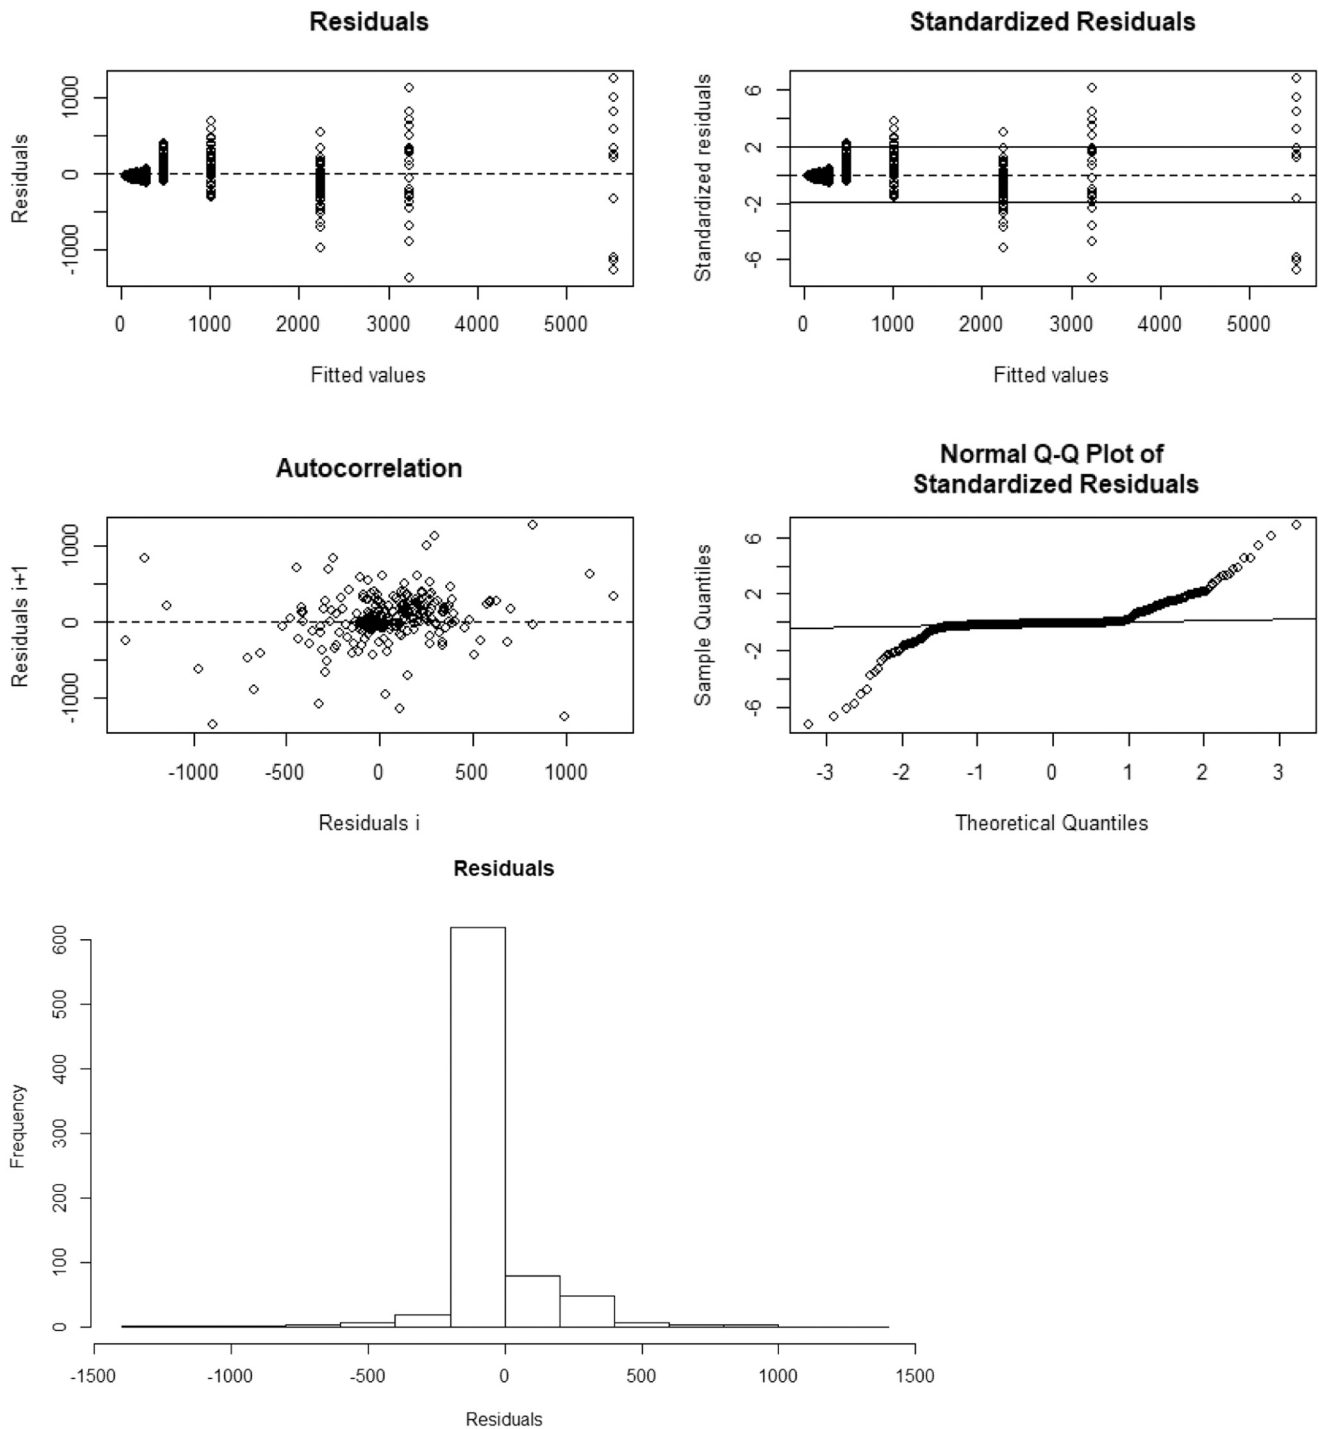 Residuals
Residuals
1000
0
-1000
0 1000 2000 3000 4000 5000
Fitted values
Standardized Residuals
Standardized residuals
6
2
-2
-6
0 1000 2000 3000 4000 5000
Fitted values
Autocorrelation
Residuals i+1
1000
0
-1000
-1000 -500 0 500 1000
Residuals i
Normal Q-Q Plot of
Standardized Residuals
Sample Quantiles
6
2
-2
-6
-3 -2 -1 0 1 2 3
Theoretical Quantiles
Residuals
Frequency
600
500
400
300
200
100
0
-1500 -1000 -500 0 500 1000 1500
Residuals